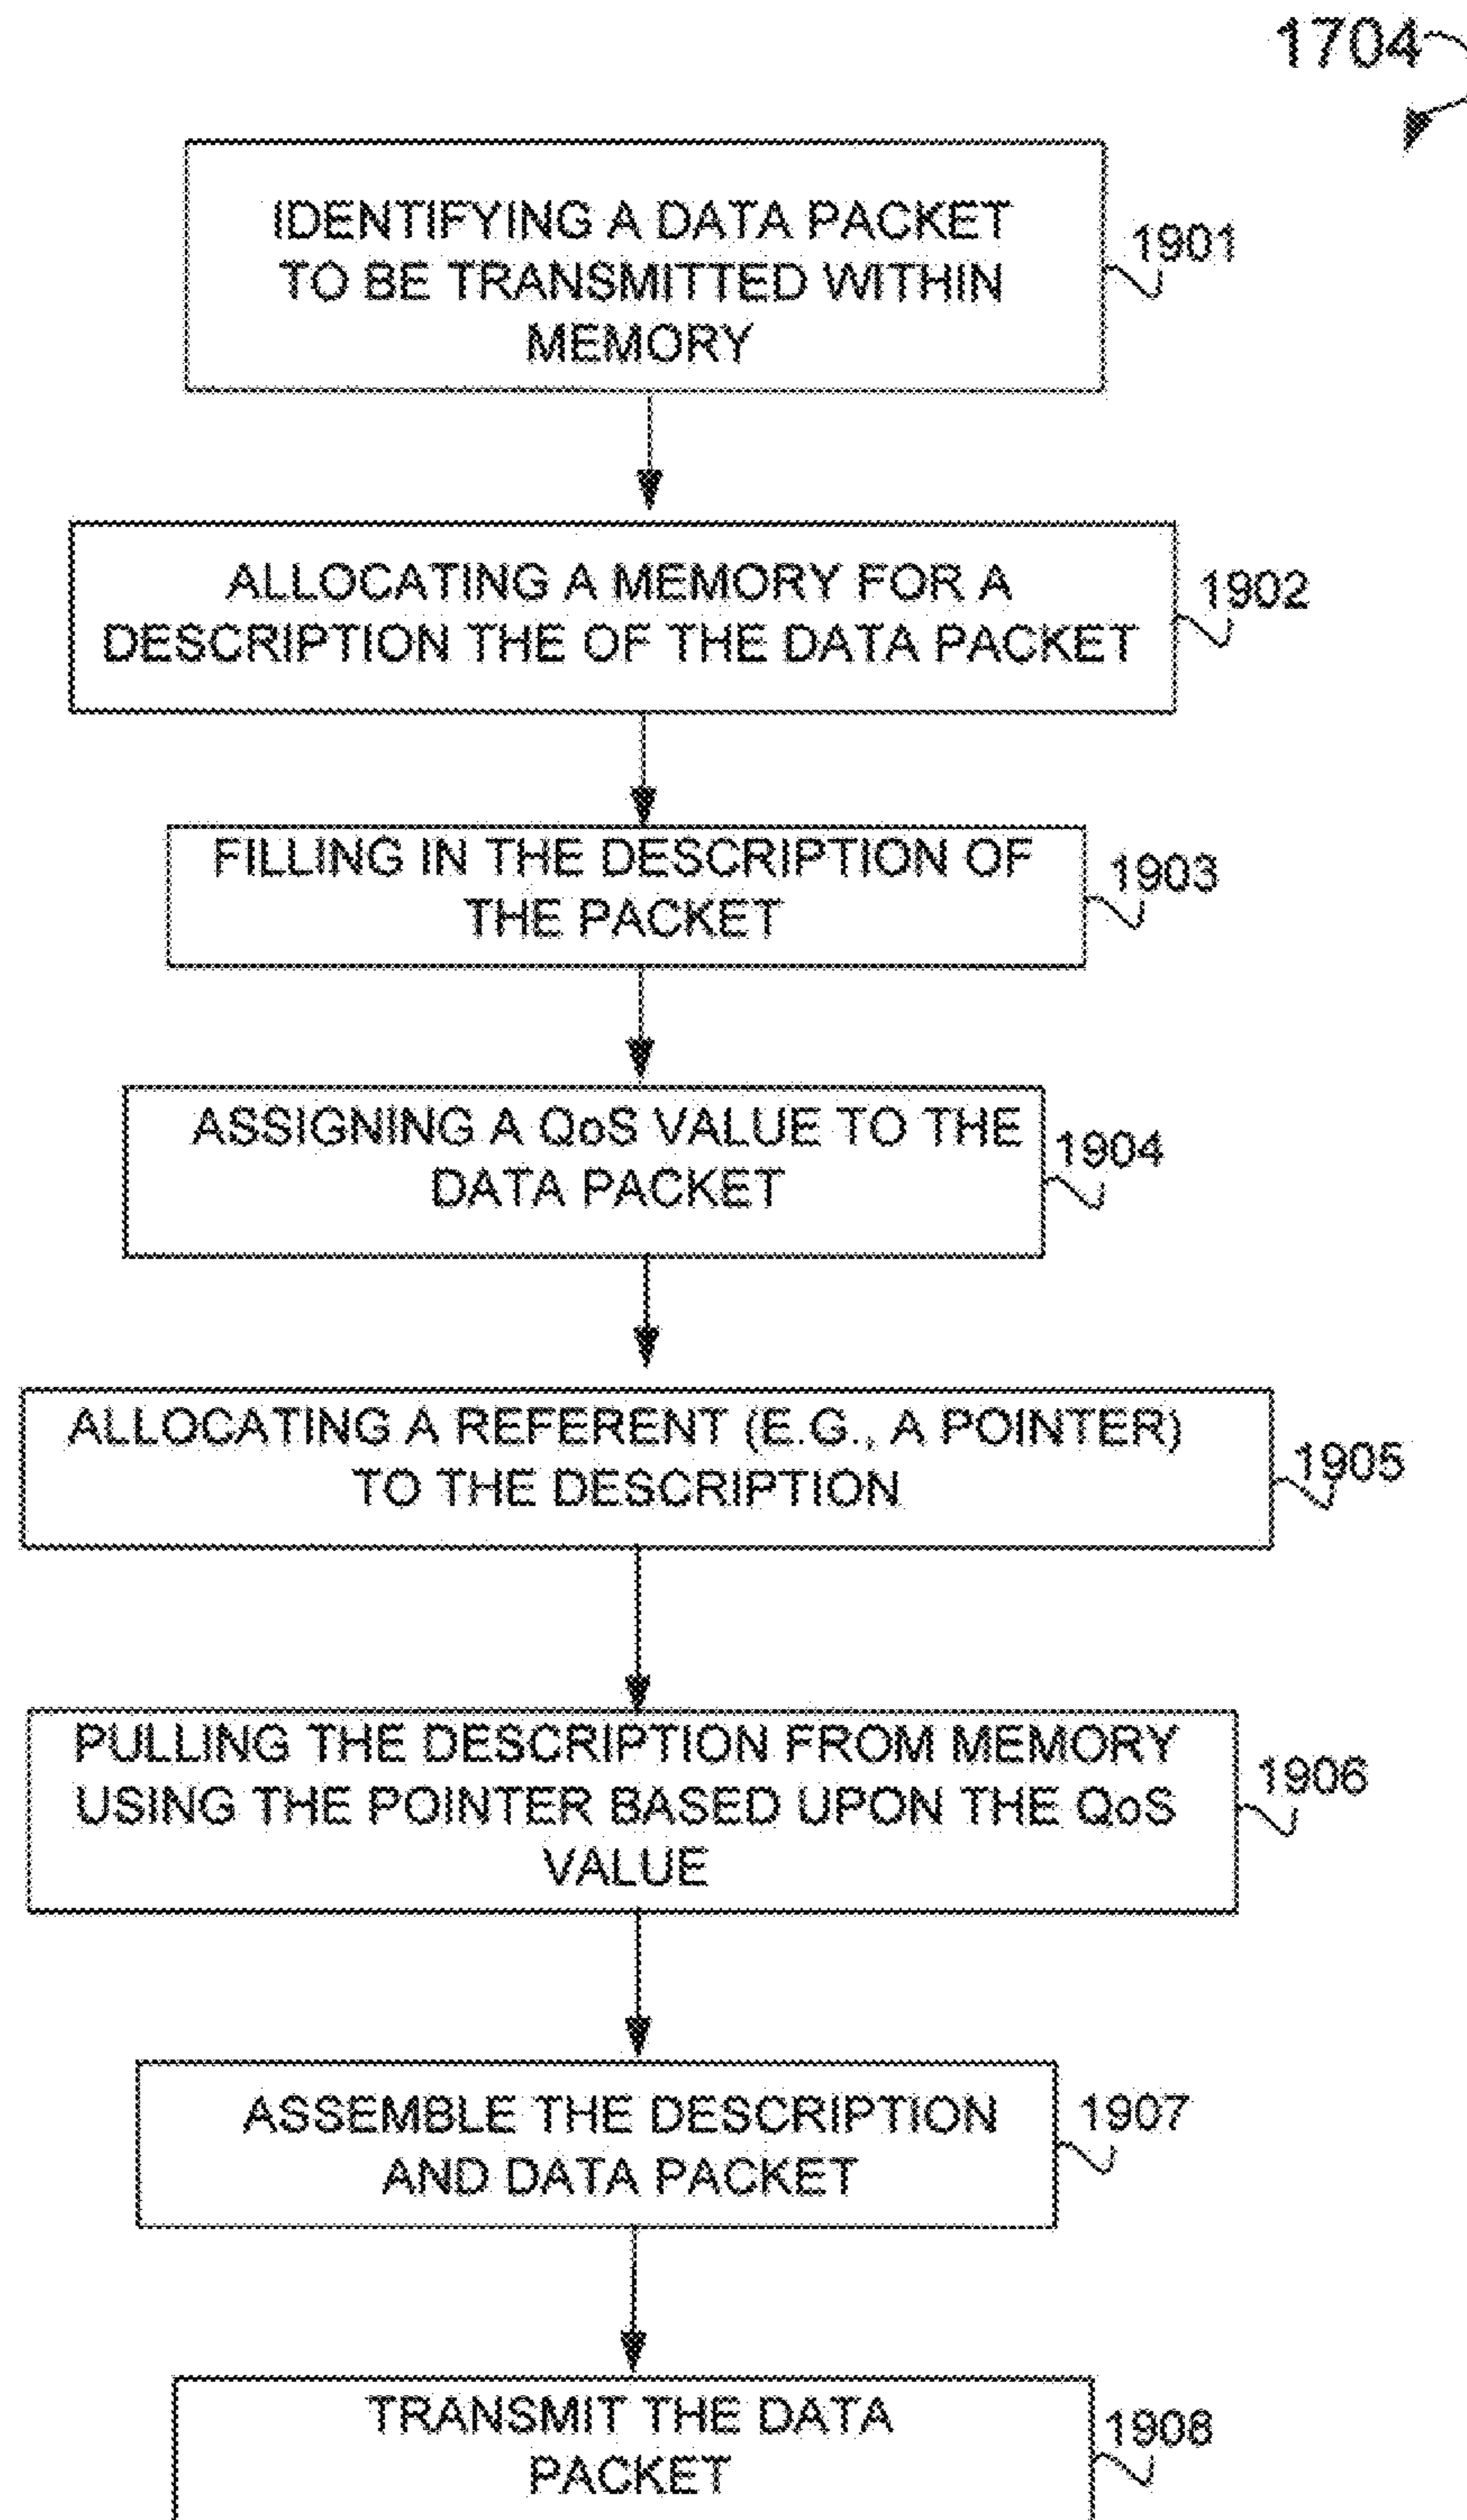 1704
IDENTIFYING A DATA PACKET
TO BE TRANSMITTED WITHIN
MEMORY
1901
ALLOCATING A MEMORY FOR A
DESCRIPTION THE OF THE DATA PACKET
1902
FILLING IN THE DESCRIPTION OF
THE PACKET
1903
ASSIGNING A QoS VALUE TO THE
DATA PACKET
1904
ALLOCATING A REFERENT (E.G., A POINTER)
TO THE DESCRIPTION
1905
PULLING THE DESCRIPTION FROM MEMORY
USING THE POINTER BASED UPON THE QoS
VALUE
1906
ASSEMBLE THE DESCRIPTION
AND DATA PACKET
1907
TRANSMIT THE DATA
PACKET
1908